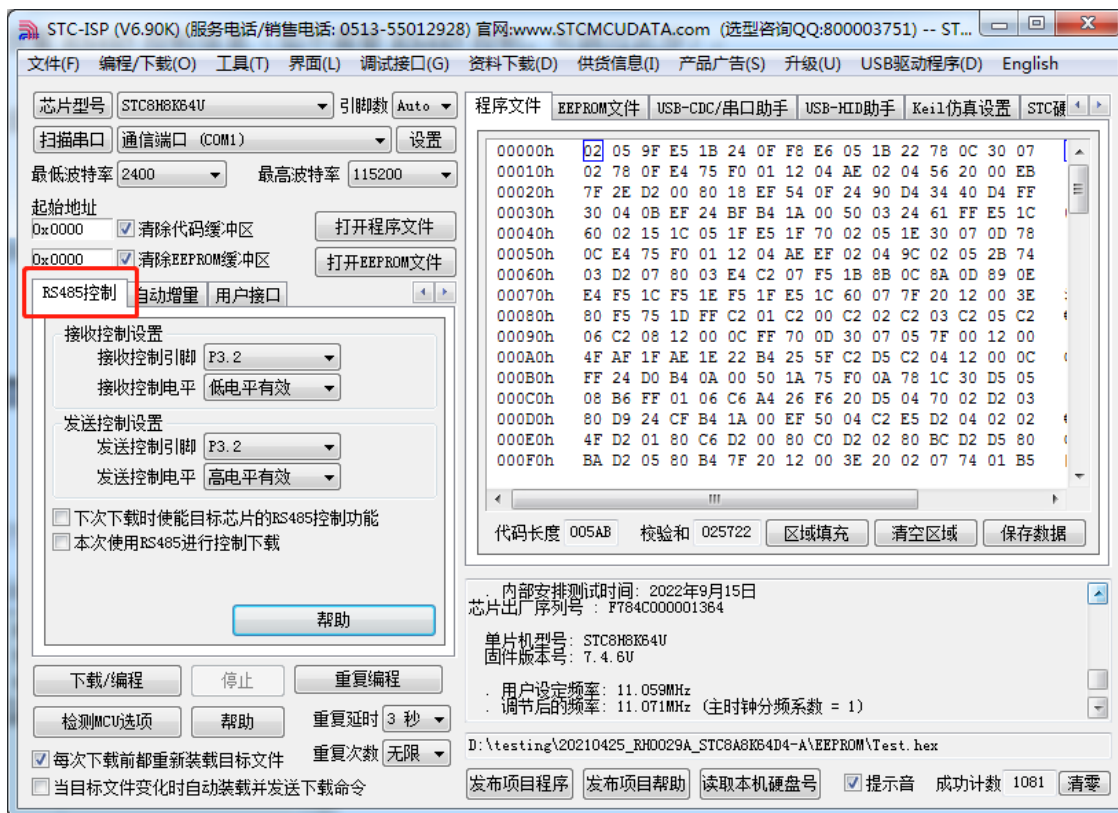 STC-ISP (V6.90K) (服务电话/销售电话: 0513-55012928) 官网:www.STCMCUDATA.com (选型咨询QQ:800003751) -- ST...
文件(F) 编程/下载(O) 工具(T) 界面(L) 调试接口(G) 资料下载(D) 供货信息(I) 产品广告(S) 升级(U) USB驱动程序(D) English
芯片型号 STC8H8K64U 引脚数 Auto
扫描串口 通信端口 (COM1) 设置
最低波特率 2400 最高波特率 115200
起始地址
0x0000 清除代码缓冲区 打开程序文件
0x0000 清除EEPROM缓冲区 打开EEPROM文件
RS485控制 自动增量 用户接口
接收控制设置
接收控制引脚 P3.2
接收控制电平 低电平有效
发送控制设置
发送控制引脚 P3.2
发送控制电平 高电平有效
下次下载时使能目标芯片的RS485控制功能
本次使用RS485进行控制下载
帮助
下载/编程 停止 重复编程
检测MCU选项 帮助 重复延时 3 秒
每次下载前都重新装载目标文件 重复次数 无限
当目标文件变化时自动装载并发送下载命令
程序文件 EEPROM文件 USB-CDC/串口助手 USB-HID助手 Keil仿真设置 STC硬
00000h 02 05 9F E5 1B 24 0F F8 E6 05 1B 22 78 0C 30 07
00010h 02 78 0F E4 75 F0 01 12 04 AE 02 04 56 20 00 EB
00020h 7F 2E D2 00 80 18 EF 54 0F 24 90 D4 34 40 D4 FF
00030h 30 04 0B EF 24 BF B4 1A 00 50 03 24 61 FF E5 1C
00040h 60 02 15 1C 05 1F E5 1F 70 02 05 1E 30 07 0D 78
00050h 0C E4 75 F0 01 12 04 AE EF 02 04 9C 02 05 2B 74
00060h 03 D2 07 80 03 E4 C2 07 F5 1B 8B 0C 8A 0D 89 0E
00070h E4 F5 1C F5 1E F5 1F E5 1C 60 07 7F 20 12 00 3E
00080h 80 F5 75 1D FF C2 01 C2 00 C2 02 C2 03 C2 05 C2
00090h 06 C2 08 12 00 0C FF 70 0D 30 07 05 7F 00 12 00
000A0h 4F AF 1F AE 1E 22 B4 25 5F C2 D5 C2 04 12 00 0C
000B0h FF 24 D0 B4 0A 00 50 1A 75 F0 0A 78 1C 30 D5 05
000C0h 08 B6 FF 01 06 C6 A4 26 F6 20 D5 04 70 02 D2 03
000D0h 80 D9 24 CF B4 1A 00 EF 50 04 C2 E5 D2 04 02 02
000E0h 4F D2 01 80 C6 D2 00 80 C0 D2 02 80 BC D2 D5 80
000F0h BA D2 05 80 B4 7F 20 12 00 3E 20 02 07 74 01 B5
代码长度 005AB 校验和 025722 区域填充 清空区域 保存数据
. 内部安排测试时间: 2022年9月15日
芯片出厂序列号 : F784C000001364
单片机型号: STC8H8K64U
固件版本号: 7.4.6U
. 用户设定频率: 11.059MHz
. 调节后的频率: 11.071MHz (主时钟分频系数 = 1)
D:\testing\20210425_RH0029A_STC8A8K64D4-A\EEPROM\Test.hex
发布项目程序 发布项目帮助 读取本机硬盘号 提示音 成功计数 1081 清零